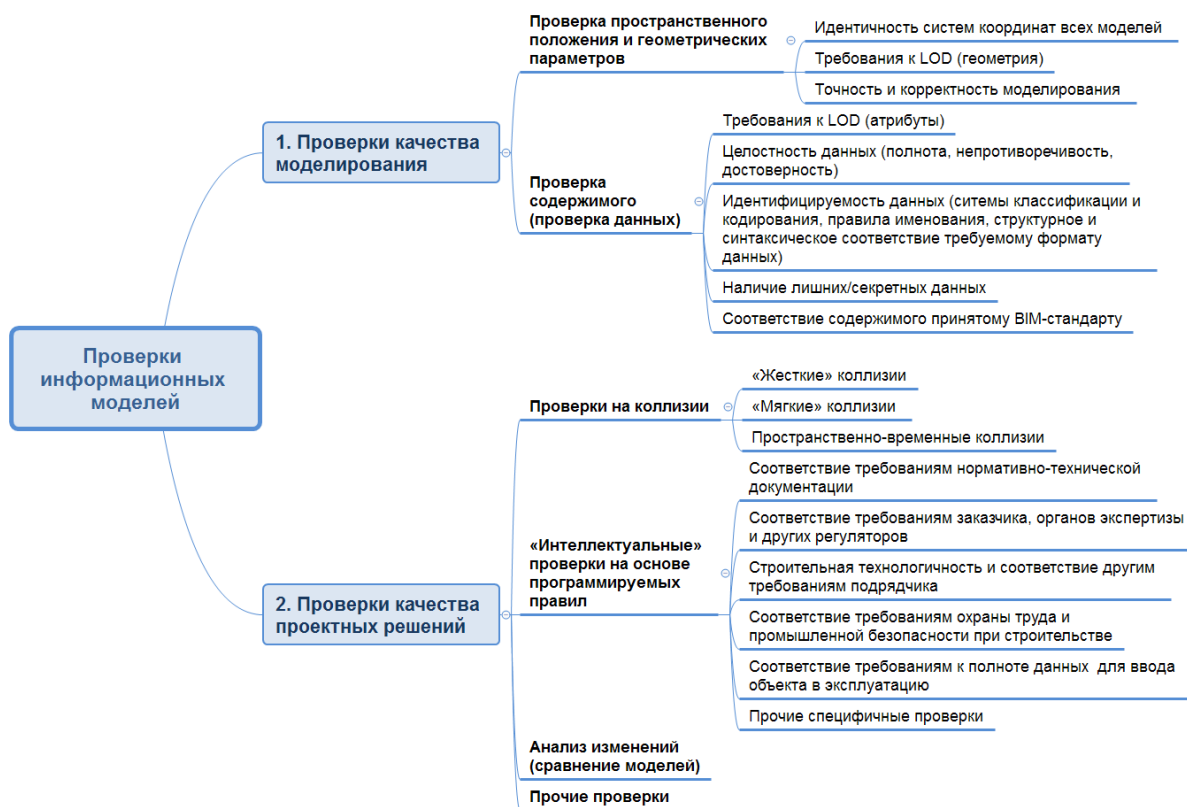 Проверки
информационных
моделей
1. Проверки качества
моделирования
Проверка пространственного
положения и геометрических
параметров
Идентичность систем координат всех моделей
Требования к LOD (геометрия)
Точность и корректность моделирования
Проверка
содержимого
(проверка данных)
Требования к LOD (атрибуты)
Целостность данных (полнота, непротиворечивость,
достоверность)
Идентифицируемость данных (ситемы классификации и
кодирования, правила именования, структурное и
синтаксическое соответствие требуемому формату
данных)
Наличие лишних/секретных данных
Соответствие содержимого принятому BIM-стандарту
2. Проверки качества
проектных решений
Проверки на коллизии
«Жесткие» коллизии
«Мягкие» коллизии
Пространственно-временные коллизии
«Интеллектуальные»
проверки на основе
программируемых
правил
Соответствие требованиям нормативно-технической
документации
Соответствие требованиям заказчика, органов экспертизы
и других регуляторов
Строительная технологичность и соответствие другим
требованиям подрядчика
Соответствие требованиям охраны труда и
промышленной безопасности при строительстве
Соответствие требованиям к полноте данных  для ввода
объекта в эксплуатацию
Прочие специфичные проверки
Анализ изменений
(сравнение моделей)
Прочие проверки